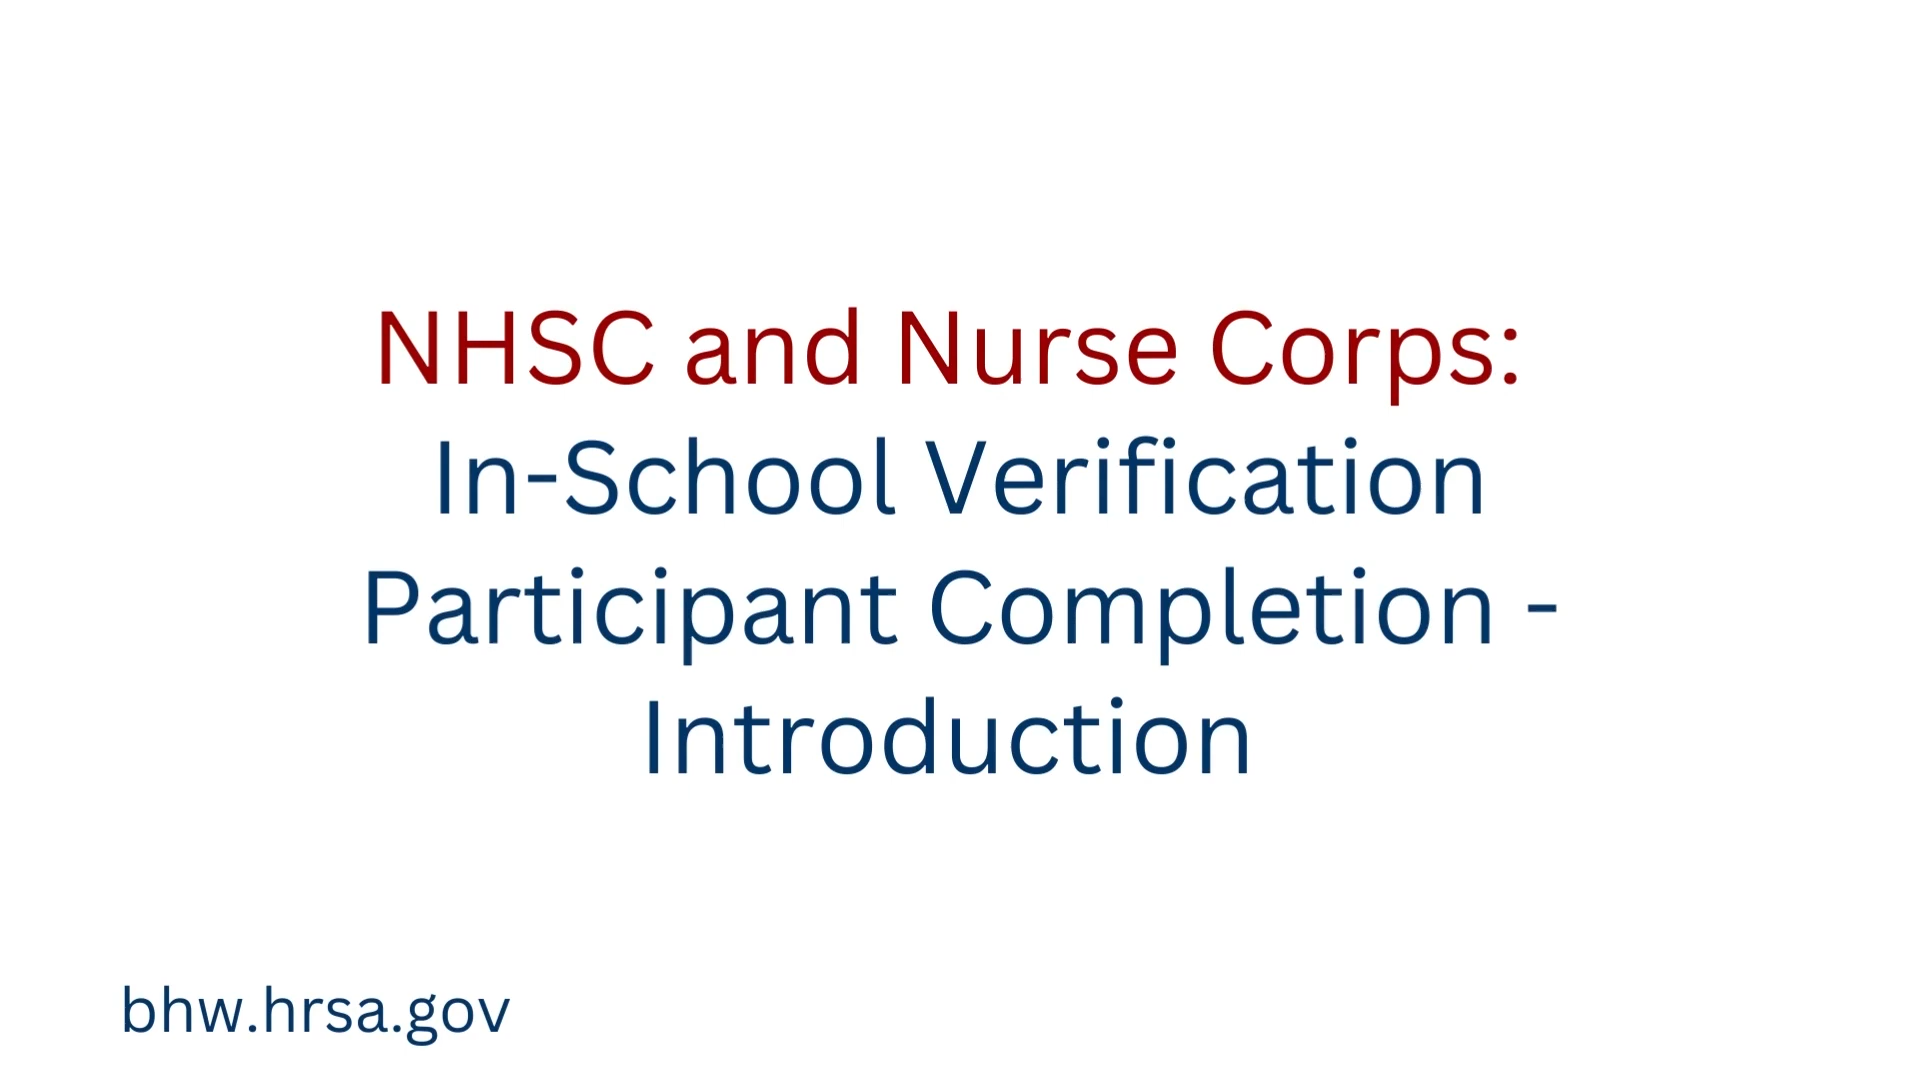 NHSC and Nurse Corps:
In-School Verification
Participant Completion -
Introduction
bhw.hrsa.gov